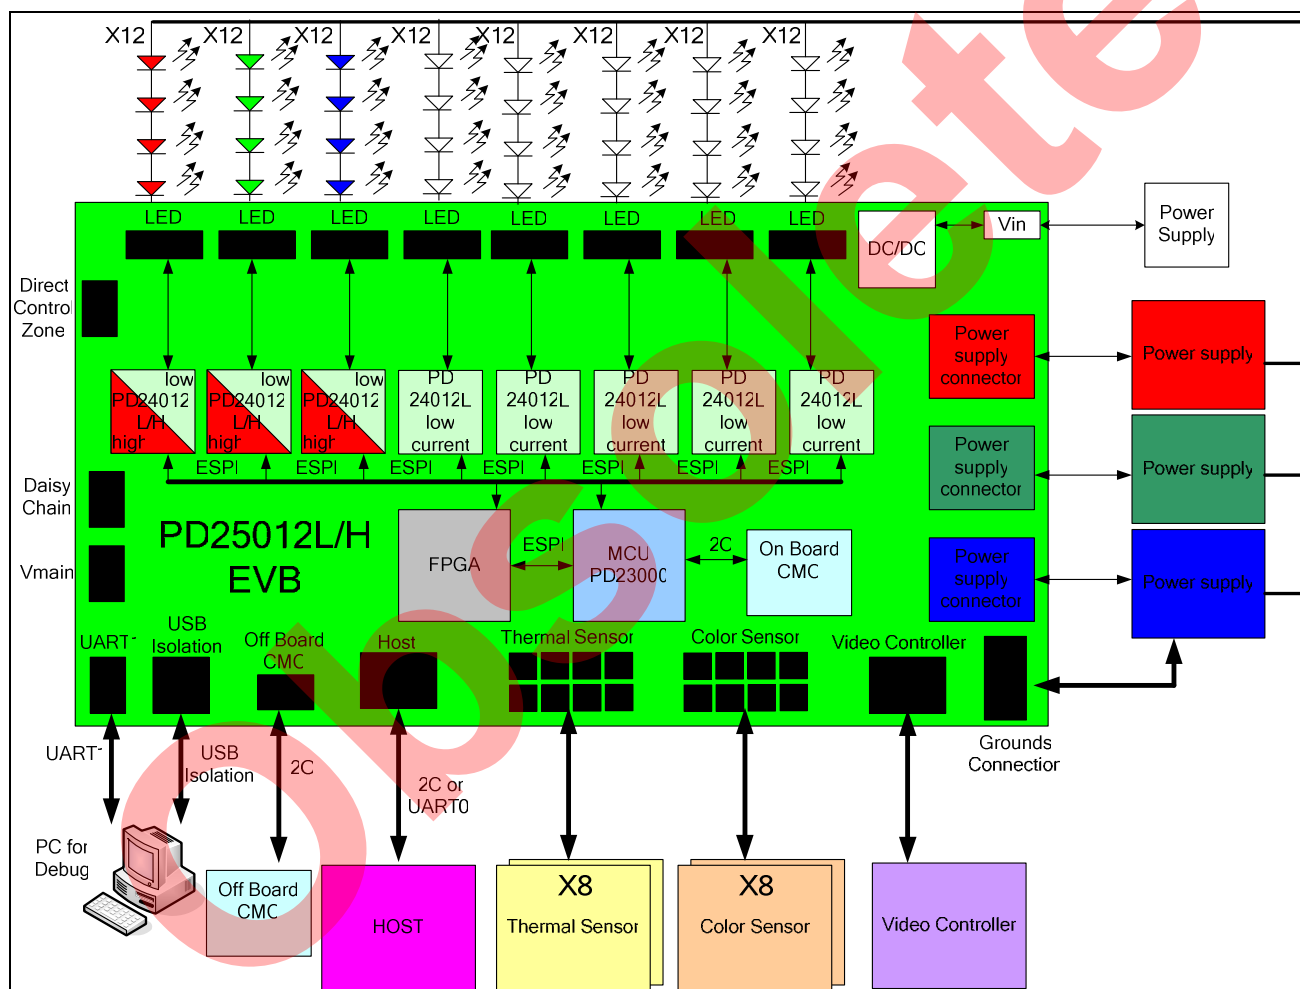 X12 X12 X12 X12 X12 X12 X12 X12
LED LED LED LED LED LED LED LED
DC/DC
Vin
Power
Supply
Direct
Control
Zone
Power
supply
connector
Power supply
low
PD24012
L/H
high
low
PD24012
L/H
high
low
PD24012
L/H
high
PD
24012L
low
current
PD
24012L
low
current
PD
24012L
low
current
PD
24012L
low
current
PD
24012L
low
current
ESPI ESPI ESPI ESPI ESPI ESPI ESPI
Power
supply
connector
Power supply
Daisy
Chain
PD25012L/H
EVB
FPGA
ESPI
MCU
PD23000
2C
On Board
CMC
Power
supply
connector
Power supply
Vmain
UART
USB
Isolation
Off Board
CMC
Host
Thermal Sensor
Color Sensor
Video Controller
Grounds
Connection
UART
USB
Isolation
2C
2C or
UART0
PC for
Debug
Off Board
CMC
HOST
X8
Thermal Sensor
X8
Color Sensor
Video Controller
Obsolete